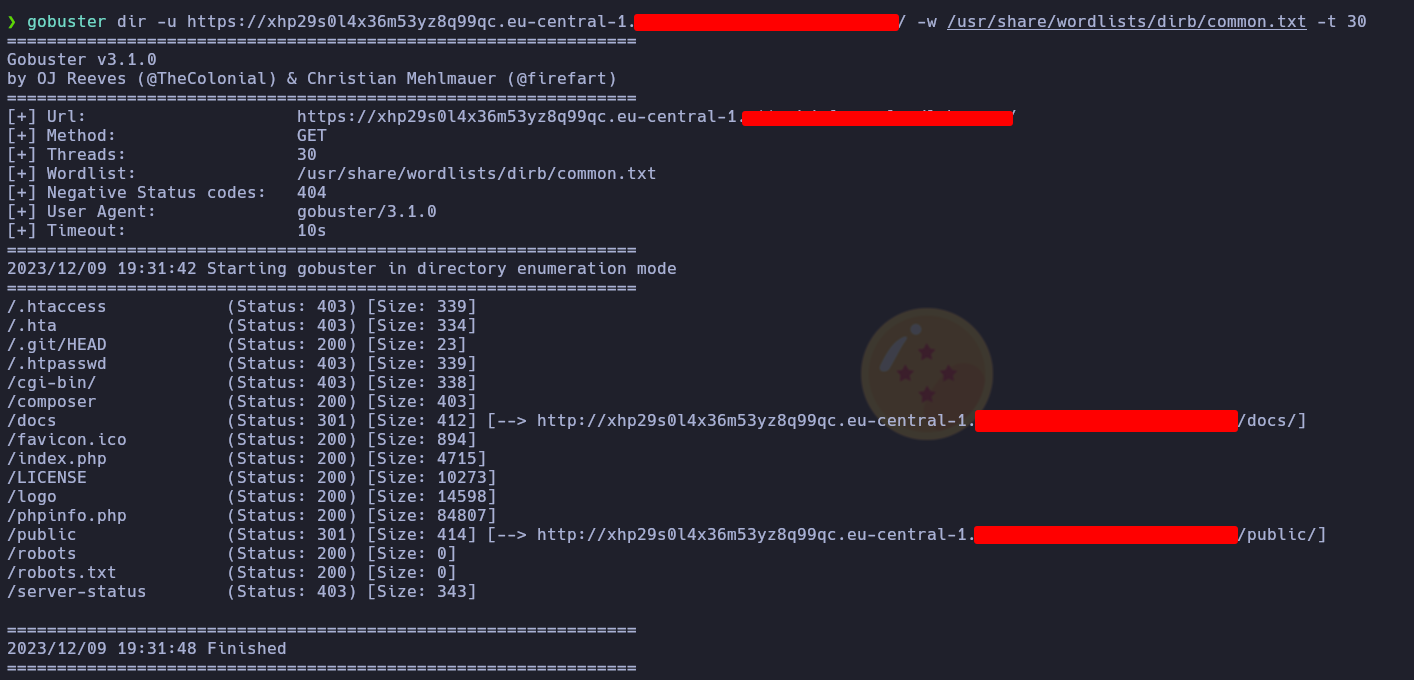 ❯ gobuster dir -u https://xhp29s0l4x36m53yz8q99qc.eu-central-1. / -w /usr/share/wordlists/dirb/common.txt -t 30
===============================================================
Gobuster v3.1.0
by OJ Reeves (@TheColonial) & Christian Mehlmauer (@firefart)
===============================================================
[+] Url: https://xhp29s0l4x36m53yz8q99qc.eu-central-1. /
[+] Method: GET
[+] Threads: 30
[+] Wordlist: /usr/share/wordlists/dirb/common.txt
[+] Negative Status codes: 404
[+] User Agent: gobuster/3.1.0
[+] Timeout: 10s
===============================================================
2023/12/09 19:31:42 Starting gobuster in directory enumeration mode
===============================================================
/.htaccess (Status: 403) [Size: 339]
/.hta (Status: 403) [Size: 334]
/.git/HEAD (Status: 200) [Size: 23]
/.htpasswd (Status: 403) [Size: 339]
/cgi-bin/ (Status: 403) [Size: 338]
/composer (Status: 200) [Size: 403]
/docs (Status: 301) [Size: 412] [--> http://xhp29s0l4x36m53yz8q99qc.eu-central-1. /docs/]
/favicon.ico (Status: 200) [Size: 894]
/index.php (Status: 200) [Size: 4715]
/LICENSE (Status: 200) [Size: 10273]
/logo (Status: 200) [Size: 14598]
/phpinfo.php (Status: 200) [Size: 84807]
/public (Status: 301) [Size: 414] [--> http://xhp29s0l4x36m53yz8q99qc.eu-central-1. /public/]
/robots (Status: 200) [Size: 0]
/robots.txt (Status: 200) [Size: 0]
/server-status (Status: 403) [Size: 343]
===============================================================
2023/12/09 19:31:48 Finished
===============================================================